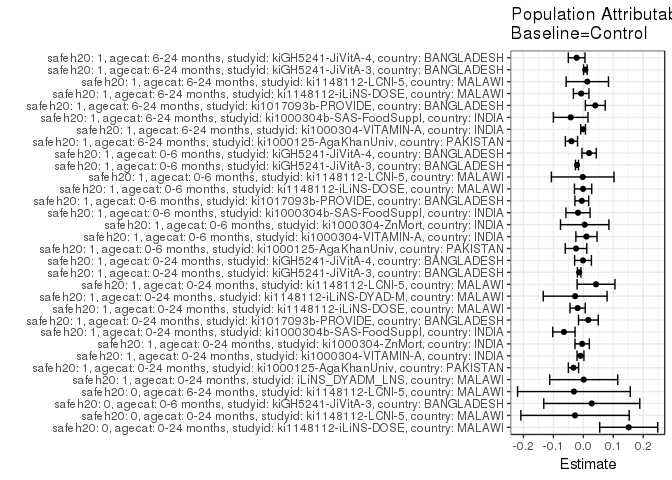 Population Attributab
Baseline=Control
safeh20: 1, agecat: 6-24 months, studyid: kiGH5241-JiVitA-4, country: BANGLADESH
safeh20: 1, agecat: 6-24 months, studyid: kiGH5241-JiVitA-3, country: BANGLADESH
safeh20: 1, agecat: 6-24 months, studyid: ki1148112-LCNI-5, country: MALAWI
safeh20: 1, agecat: 6-24 months, studyid: ki1148112-iLiNS-DOSE, country: MALAWI
safeh20: 1, agecat: 6-24 months, studyid: ki1017093b-PROVIDE, country: BANGLADESH
safeh20: 1, agecat: 6-24 months, studyid: ki1000304b-SAS-FoodSuppl, country: INDIA
safeh20: 1, agecat: 6-24 months, studyid: ki1000304-VITAMIN-A, country: INDIA
safeh20: 1, agecat: 6-24 months, studyid: ki1000125-AgaKhanUniv, country: PAKISTAN
safeh20: 1, agecat: 0-6 months, studyid: kiGH5241-JiVitA-4, country: BANGLADESH
safeh20: 1, agecat: 0-6 months, studyid: kiGH5241-JiVitA-3, country: BANGLADESH
safeh20: 1, agecat: 0-6 months, studyid: ki1148112-LCNI-5, country: MALAWI
safeh20: 1, agecat: 0-6 months, studyid: ki1148112-iLiNS-DOSE, country: MALAWI
safeh20: 1, agecat: 0-6 months, studyid: ki1017093b-PROVIDE, country: BANGLADESH
safeh20: 1, agecat: 0-6 months, studyid: ki1000304b-SAS-FoodSuppl, country: INDIA
safeh20: 1, agecat: 0-6 months, studyid: ki1000304-ZnMort, country: INDIA
safeh20: 1, agecat: 0-6 months, studyid: ki1000304-VITAMIN-A, country: INDIA
safeh20: 1, agecat: 0-6 months, studyid: ki1000125-AgaKhanUniv, country: PAKISTAN
safeh20: 1, agecat: 0-24 months, studyid: kiGH5241-JiVitA-4, country: BANGLADESH
safeh20: 1, agecat: 0-24 months, studyid: kiGH5241-JiVitA-3, country: BANGLADESH
safeh20: 1, agecat: 0-24 months, studyid: ki1148112-LCNI-5, country: MALAWI
safeh20: 1, agecat: 0-24 months, studyid: ki1148112-iLiNS-DYAD-M, country: MALAWI
safeh20: 1, agecat: 0-24 months, studyid: ki1148112-iLiNS-DOSE, country: MALAWI
safeh20: 1, agecat: 0-24 months, studyid: ki1017093-PROVIDE, country: BANGLADESH
safeh20: 1, agecat: 0-24 months, studyid: ki1000304b-SAS-FoodSuppl, country: INDIA
safeh20: 1, agecat: 0-24 months, studyid: ki1000304-ZnMort, country: INDIA
safeh20: 1, agecat: 0-24 months, studyid: ki1000304-VITAMIN-A, country: INDIA
safeh20: 1, agecat: 0-24 months, studyid: ki1000125-AgaKhanUniv, country: PAKISTAN
safeh20: 1, agecat: 0-24 months, studyid: iLiNS_DYADM_LNS, country: MALAWI
safeh20: 0, agecat: 6-24 months, studyid: ki1148112-LCNI-5, country: MALAWI
safeh20: 0, agecat: 0-6 months, studyid: kiGH5241-JiVitA-3, country: BANGLADESH
safeh20: 0, agecat: 0-24 months, studyid: ki1148112-LCNI-5, country: MALAWI
safeh20: 0, agecat: 0-24 months, studyid: ki1148112-iLiNS-DOSE, country: MALAWI
-0.2 -0.1 0.0 0.1 0.2
Estimate